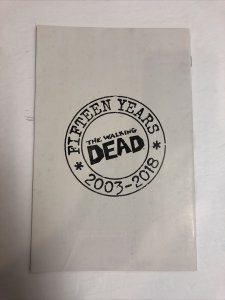 FIFTEEN YEARS
THE WALKING
DEAD
* 2003-2018 *